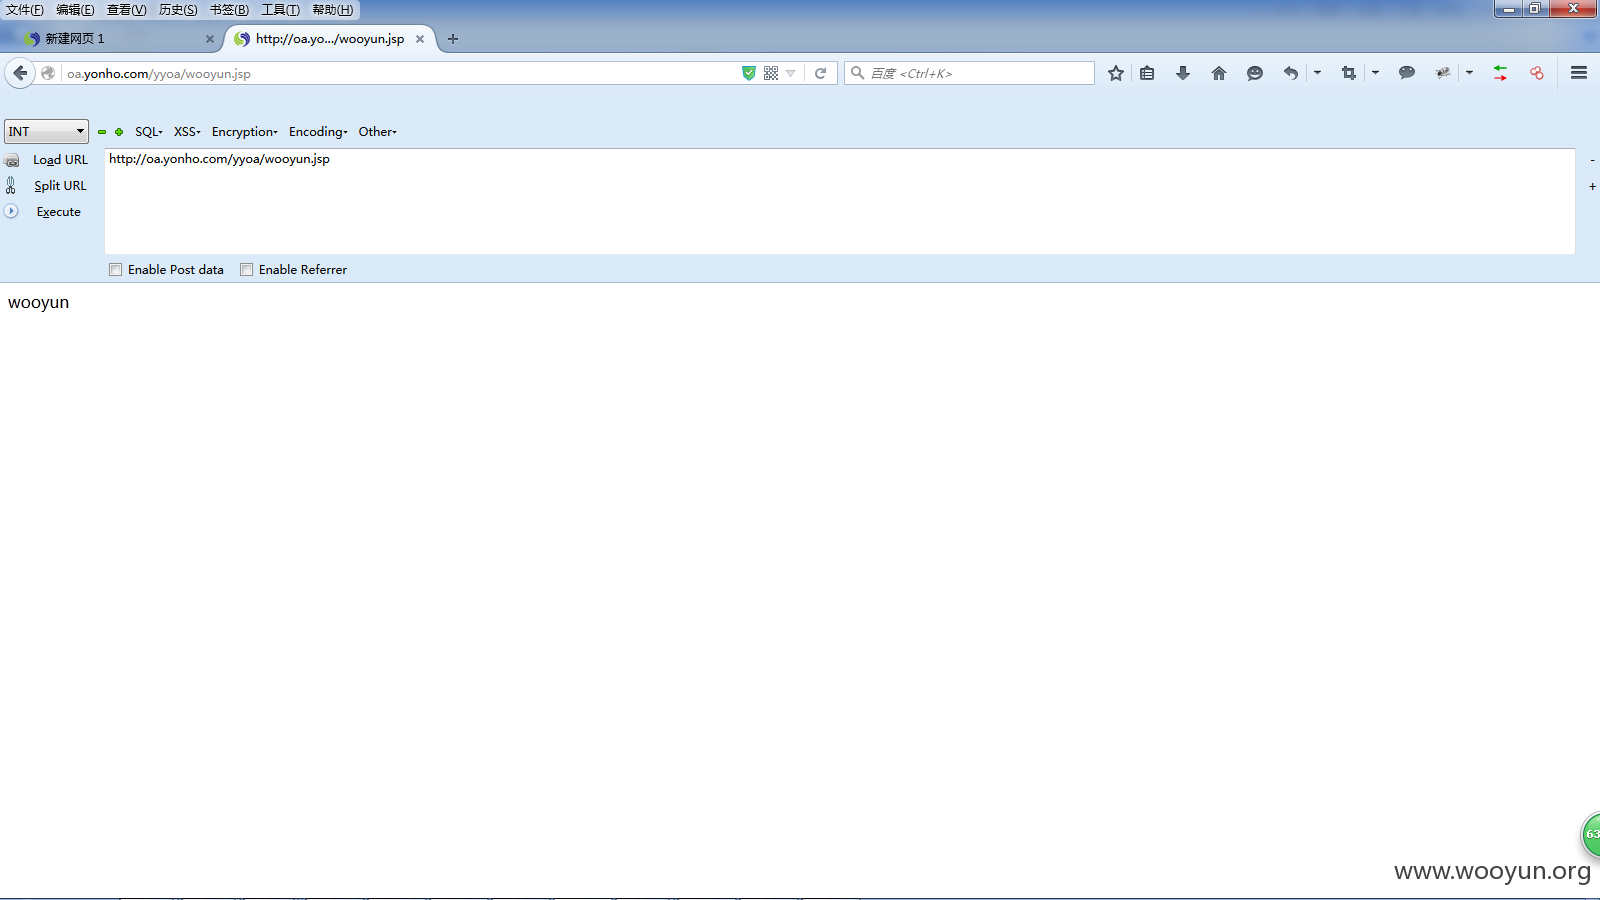 文件(F) 编辑(E) 查看(V) 历史(S) 书签(B) 工具(T) 帮助(H)
新建网页 1
http://oa.yo.../wooyun.jsp
oa.yonho.com/yyoa/wooyun.jsp
百度 <Ctrl+K>
INT
SQL
XSS
Encryption
Encoding
Other
Load URL
http://oa.yonho.com/yyoa/wooyun.jsp
Split URL
Execute
Enable Post data
Enable Referrer
wooyun
63
www.wooyun.org